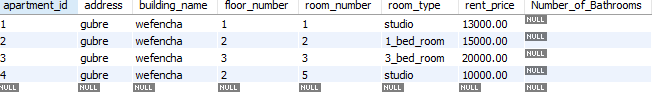 apartment_id address building_name floor_number room_number room_type rent_price Number_of_Bathrooms
1 gubre wefencha 1 1 studio 13000.00 NULL
2 gubre wefencha 2 2 1_bed_room 15000.00 NULL
3 gubre wefencha 3 3 3_bed_room 20000.00 NULL
4 gubre wefencha 2 5 studio 10000.00 NULL
NULL NULL NULL NULL NULL NULL NULL NULL